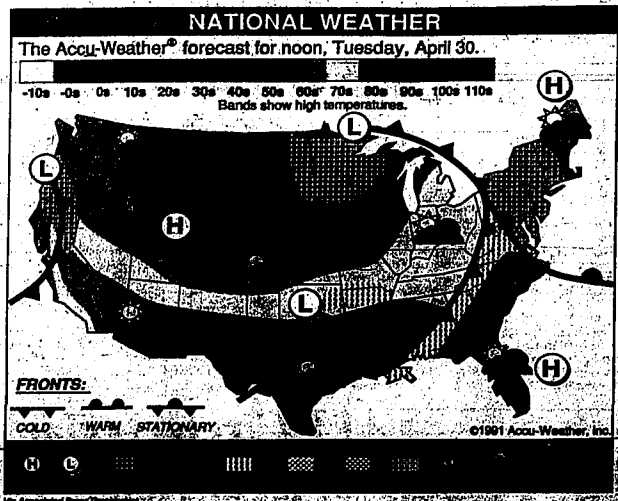 NATIONAL WEATHER
The Accu-Weather® forecast for noon, Tuesday, April 30.
-10s -0s 0s 10s 20s 30s 40s 50s 60s 70s 80s 90s 100s 110s
Bands show high temperatures.
H
L
L
H
L
H
FRONTS:
COLD WARM STATIONARY
©1991 Accu-Weather, Inc.
H L